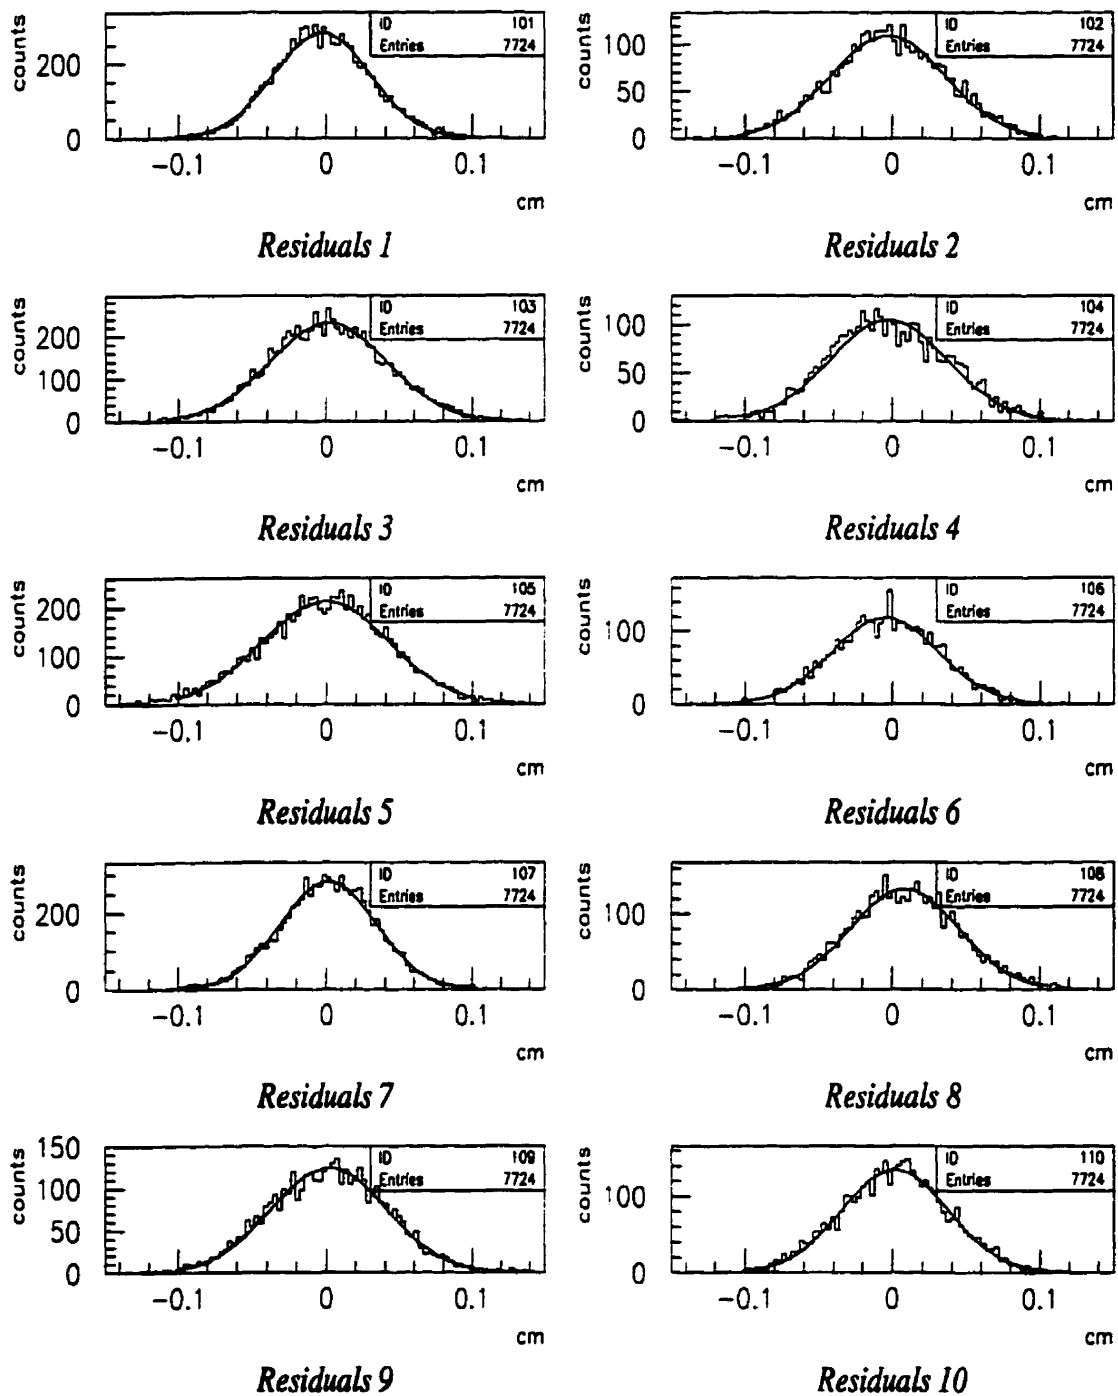 counts
200
0
ID 101
Entries 7724
-0.1 0 0.1
cm
Residuals 1
counts
100
50
0
ID 102
Entries 7724
-0.1 0 0.1
cm
Residuals 2
counts
200
100
0
ID 103
Entries 7724
-0.1 0 0.1
cm
Residuals 3
counts
100
50
0
ID 104
Entries 7724
-0.1 0 0.1
cm
Residuals 4
counts
200
100
0
ID 105
Entries 7724
-0.1 0 0.1
cm
Residuals 5
counts
100
0
ID 106
Entries 7724
-0.1 0 0.1
cm
Residuals 6
counts
200
0
ID 107
Entries 7724
-0.1 0 0.1
cm
Residuals 7
counts
100
0
ID 108
Entries 7724
-0.1 0 0.1
cm
Residuals 8
counts
150
100
50
0
ID 109
Entries 7724
-0.1 0 0.1
cm
Residuals 9
counts
100
0
ID 110
Entries 7724
-0.1 0 0.1
cm
Residuals 10